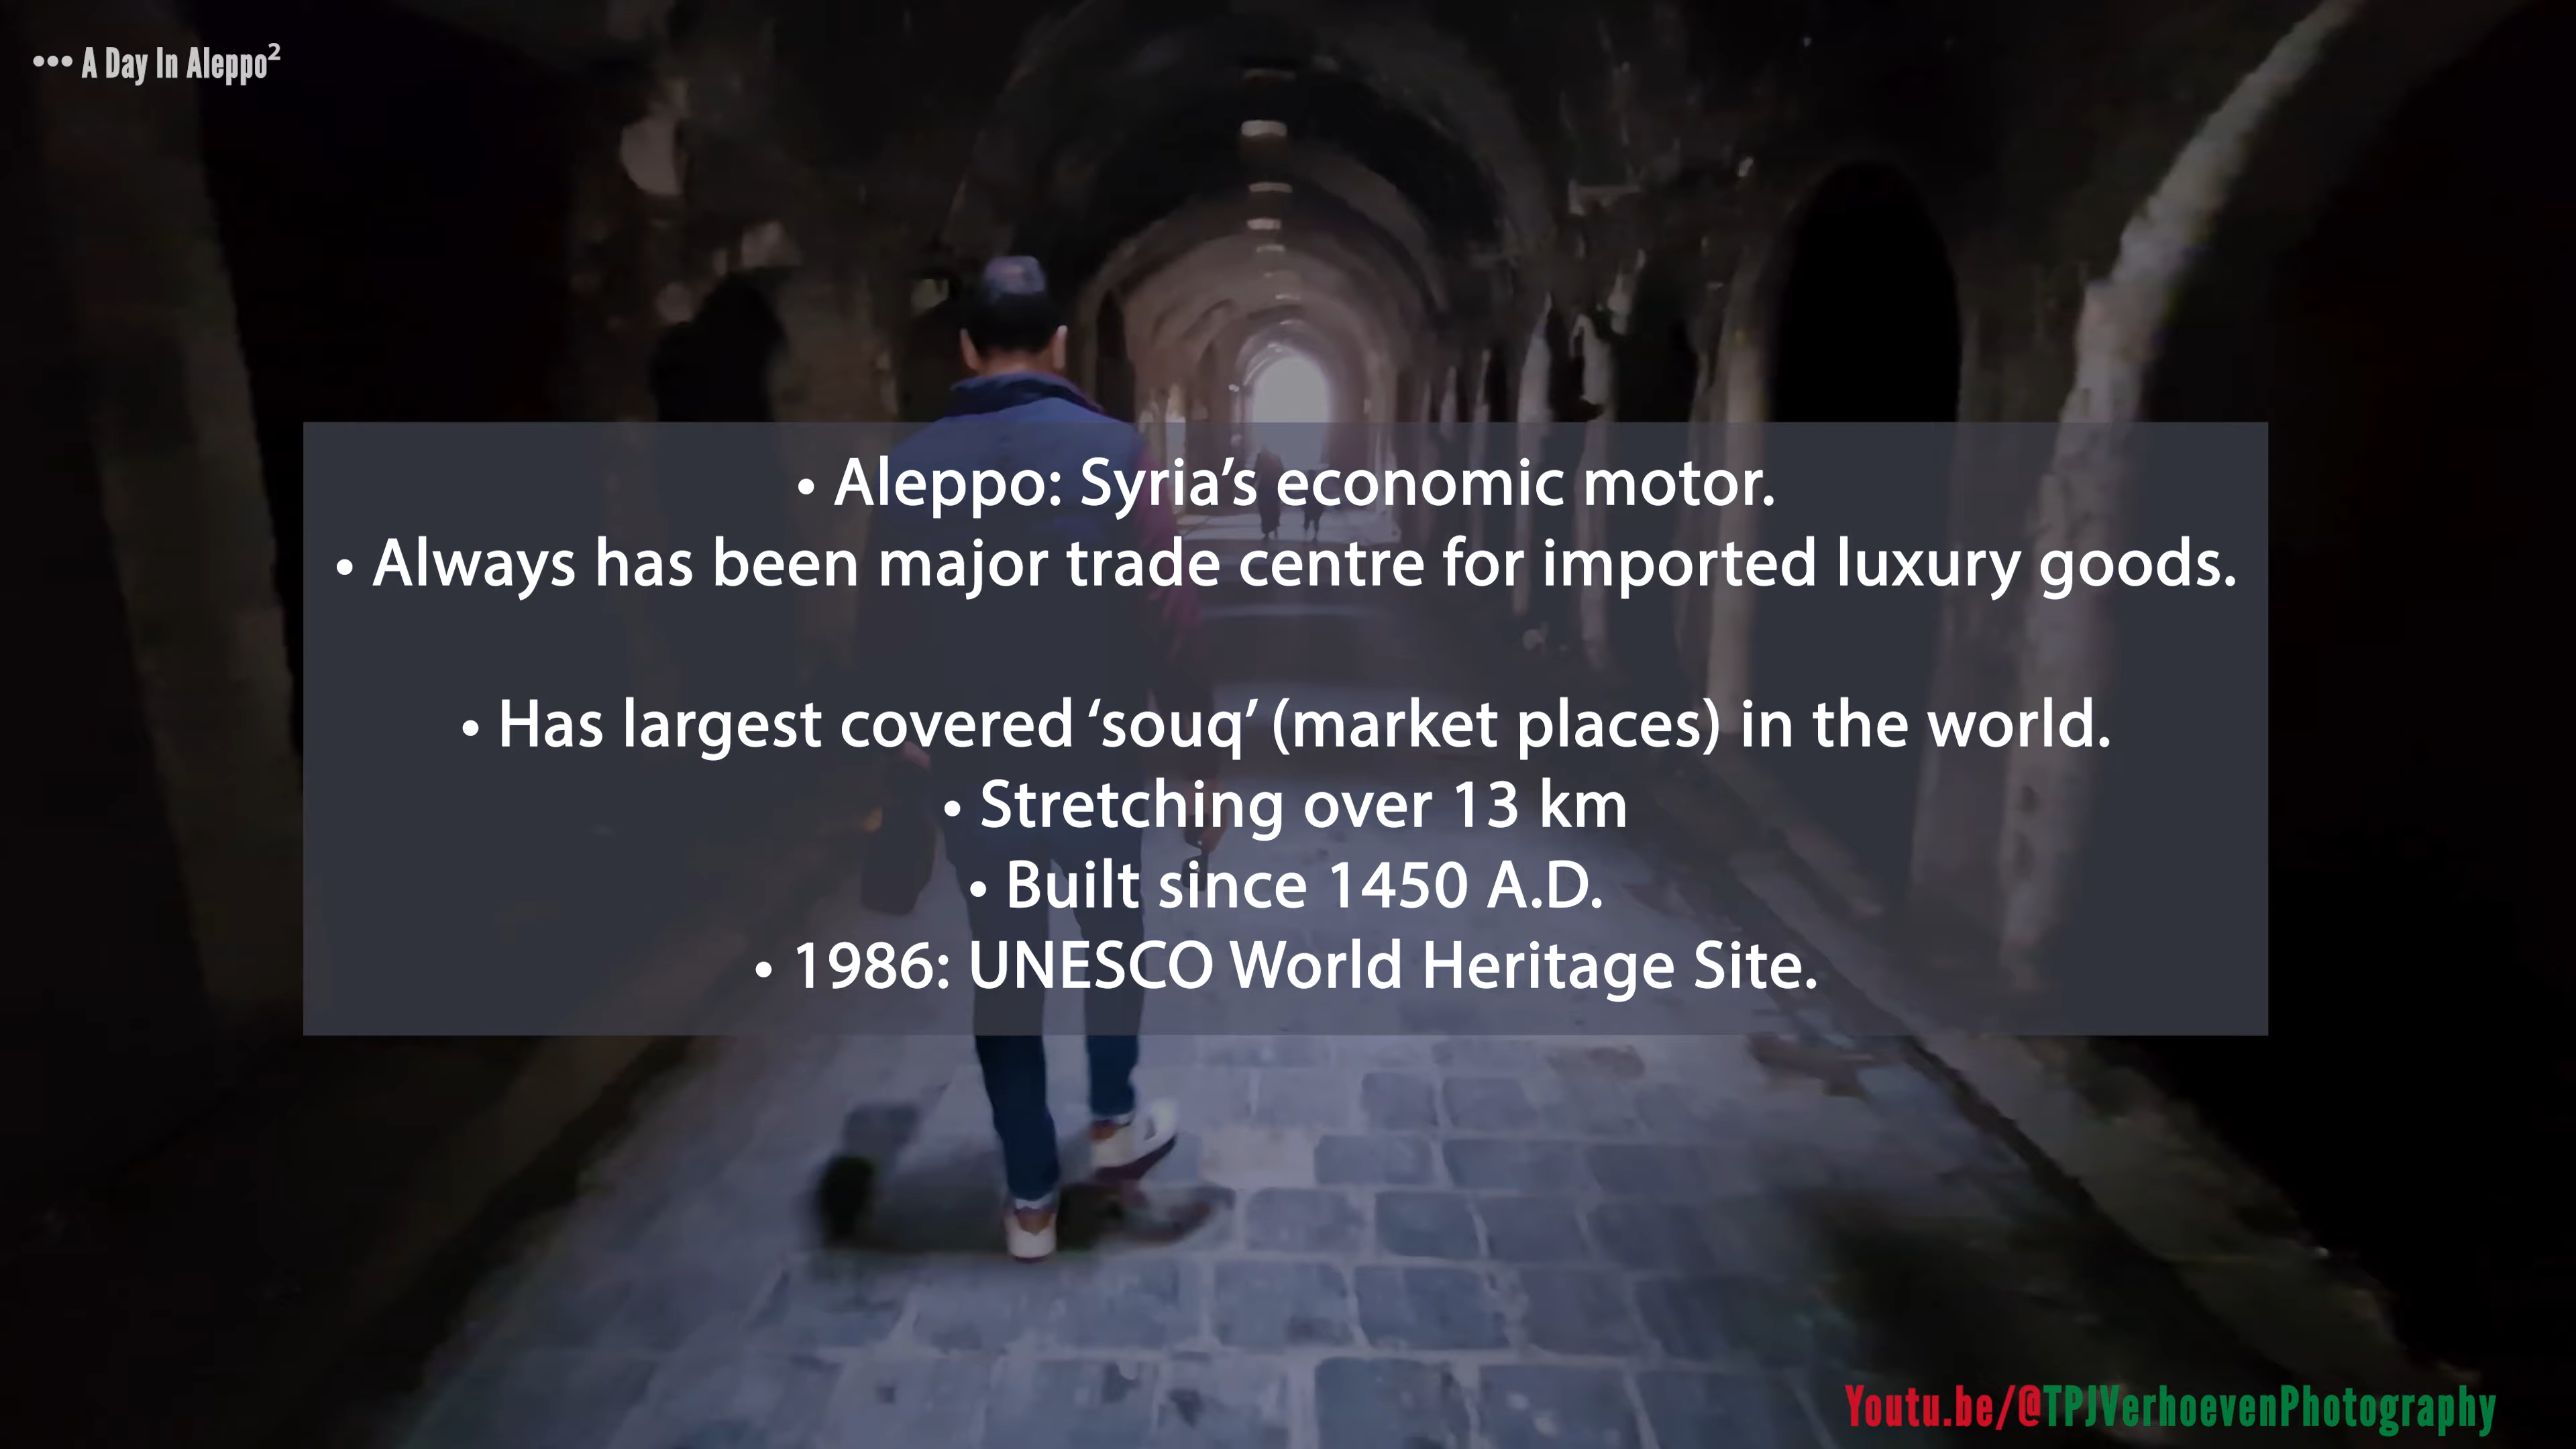 ••• A Day In Aleppo²
• Aleppo: Syria’s economic motor.
• Always has been major trade centre for imported luxury goods.
• Has largest covered ‘souq’ (market places) in the world.
• Stretching over 13 km
• Built since 1450 A.D.
• 1986: UNESCO World Heritage Site.
Youtu.be/@TPJVerhoevenPhotography